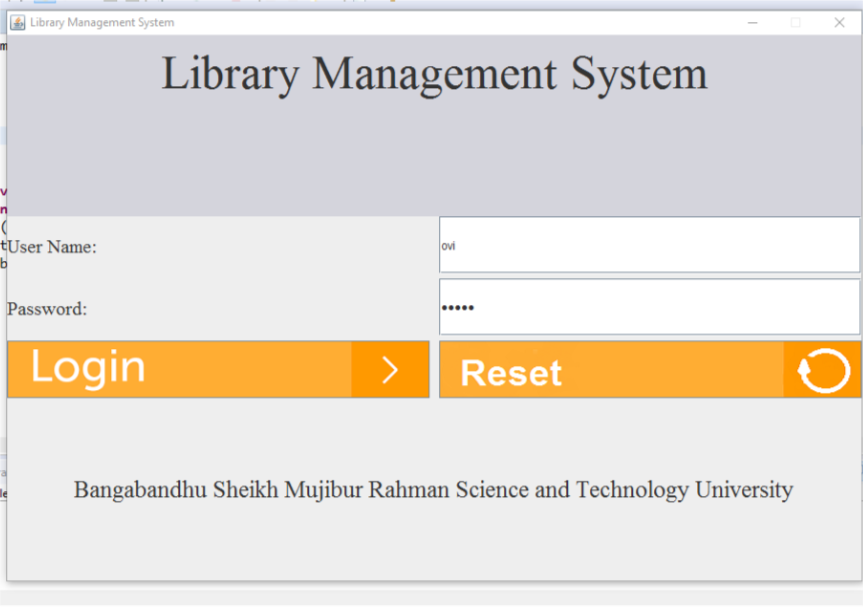 Library Management System
Library Management System
User Name:
ovi
Password:
•••••
Login
Reset
Bangabandhu Sheikh Mujibur Rahman Science and Technology University